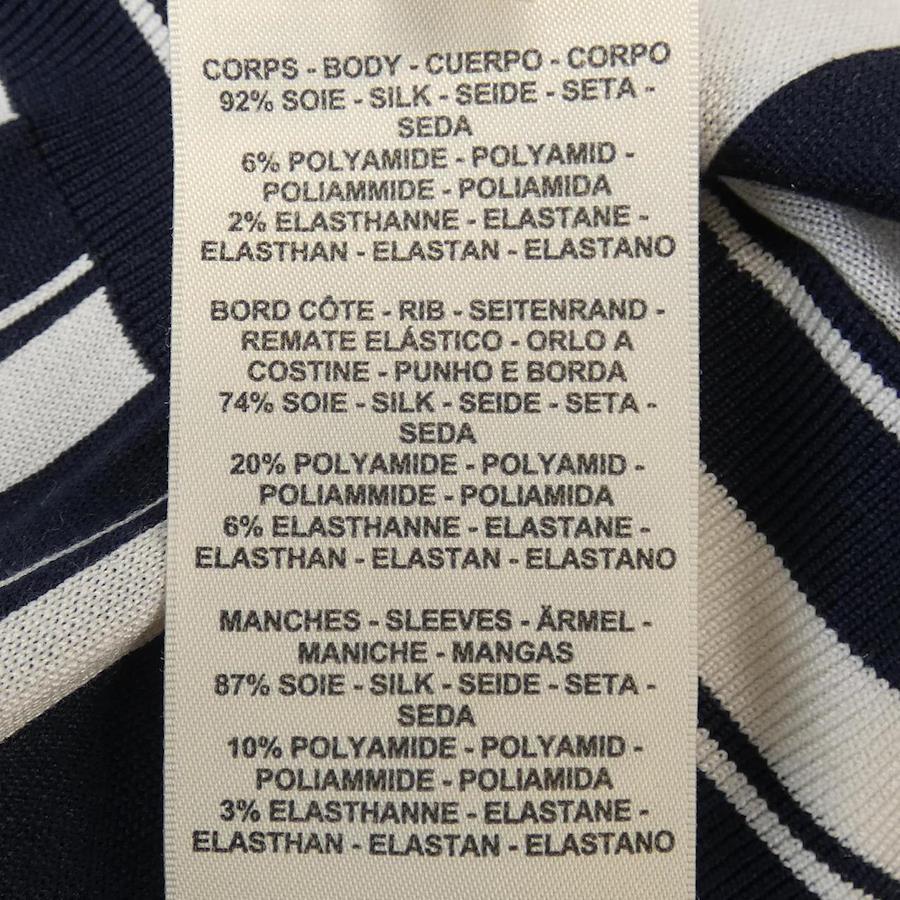 CORPS - BODY - CUERPO - CORPO
92% SOIE - SILK - SEIDE - SETA -
SEDA
6% POLYAMIDE - POLYAMID -
POLIAMMIDE - POLIAMIDA
2% ELASTHANNE - ELASTANE -
ELASTHAN - ELASTAN - ELASTANO
BORD CÔTE - RIB - SEITENRAND -
REMATE ELÁSTICO - ORLO A
COSTINE - PUNHO E BORDA
74% SOIE - SILK - SEIDE - SETA -
SEDA
20% POLYAMIDE - POLYAMID -
POLIAMMIDE - POLIAMIDA
6% ELASTHANNE - ELASTANE -
ELASTHAN - ELASTAN - ELASTANO
MANCHES - SLEEVES - ÄRMEL -
MANICHE - MANGAS
87% SOIE - SILK - SEIDE - SETA -
SEDA
10% POLYAMIDE - POLYAMID -
POLIAMMIDE - POLIAMIDA
3% ELASTHANNE - ELASTANE -
ELASTHAN - ELASTAN - ELASTANO